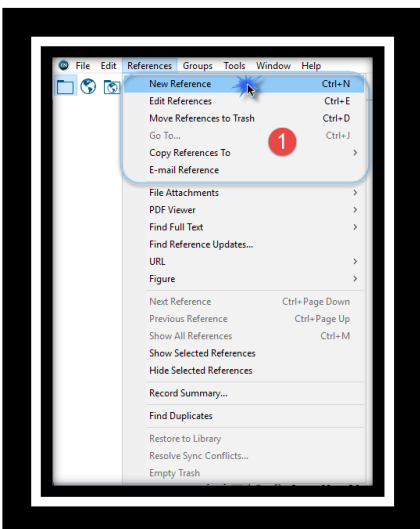 EN File Edit References Groups Tools Window Help
New Reference Ctrl+N
Edit References Ctrl+E
Move References to Trash Ctrl+D
Go To... Ctrl+J
1
Copy References To >
E-mail Reference
File Attachments >
PDF Viewer >
Find Full Text >
Find Reference Updates...
URL >
Figure >
Next Reference Ctrl+Page Down
Previous Reference Ctrl+Page Up
Show All References Ctrl+M
Show Selected References
Hide Selected References
Record Summary...
Find Duplicates
Restore to Library
Resolve Sync Conflicts...
Empty Trash